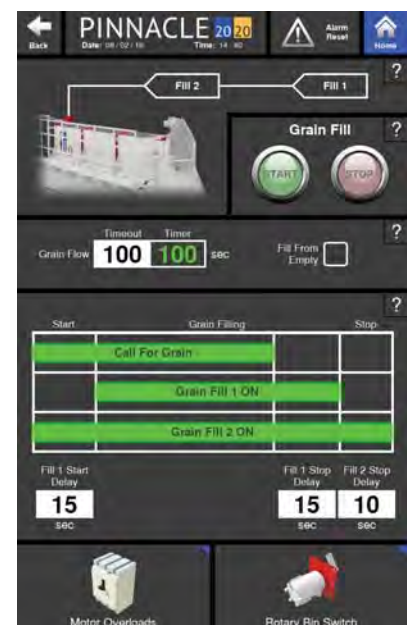 PINNACLE 20 20
Back
Date: 08/02/16 Time: 14 40
Alarm
Reset
Home
Fill 2
Fill 1
?
Grain Fill
?
START
STOP
Timeout
Timer
?
Grain Flow
100
100
sec
Fill From
Empty
?
Start
Grain Filling
Stop
Call For Grain
Grain Fill 1 ON
Grain Fill 2 ON
Fill 1 Start
Delay
Fill 1 Stop
Delay
Fill 2 Stop
Delay
15
15
10
sec
sec
sec
Motor Overloads
Rotary Bin Switch